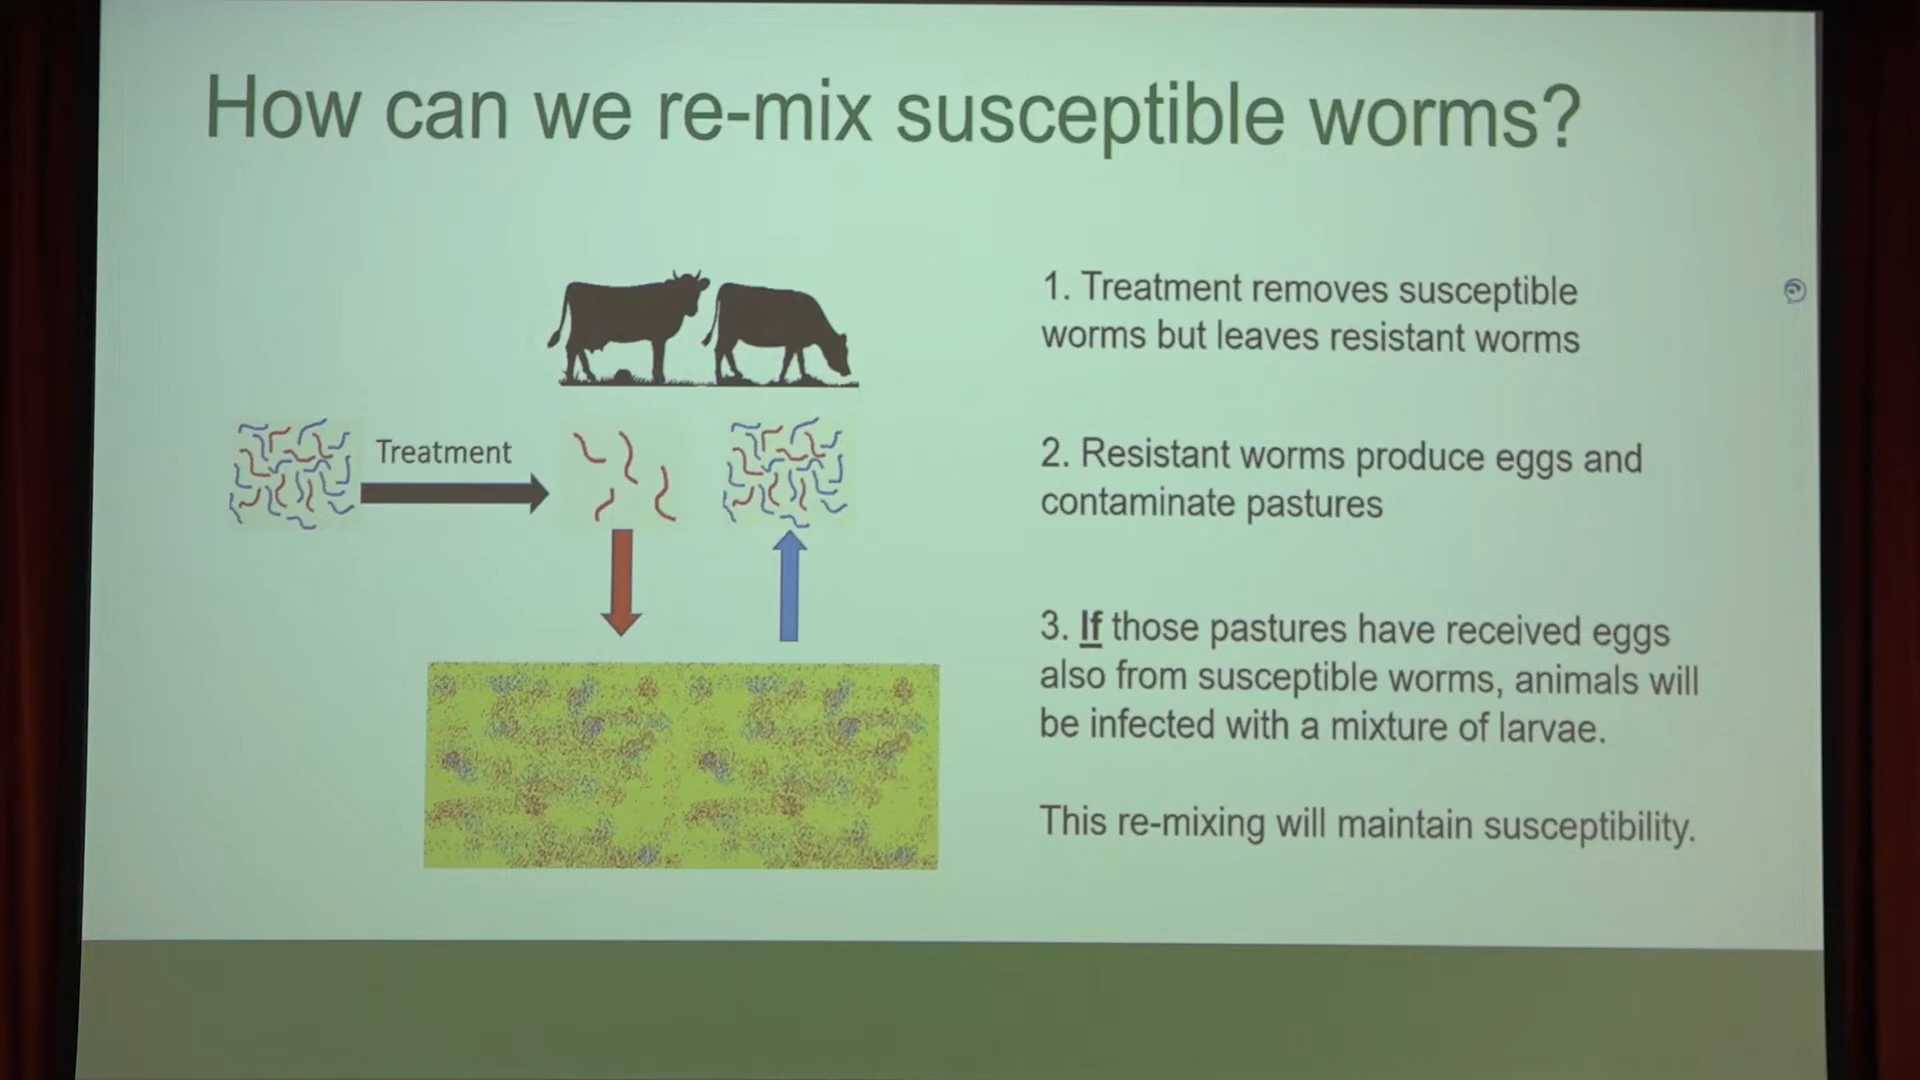 How can we re-mix susceptible worms?
Treatment
1. Treatment removes susceptible
worms but leaves resistant worms
2. Resistant worms produce eggs and
contaminate pastures
3. If those pastures have received eggs
also from susceptible worms, animals will
be infected with a mixture of larvae.
This re-mixing will maintain susceptibility.